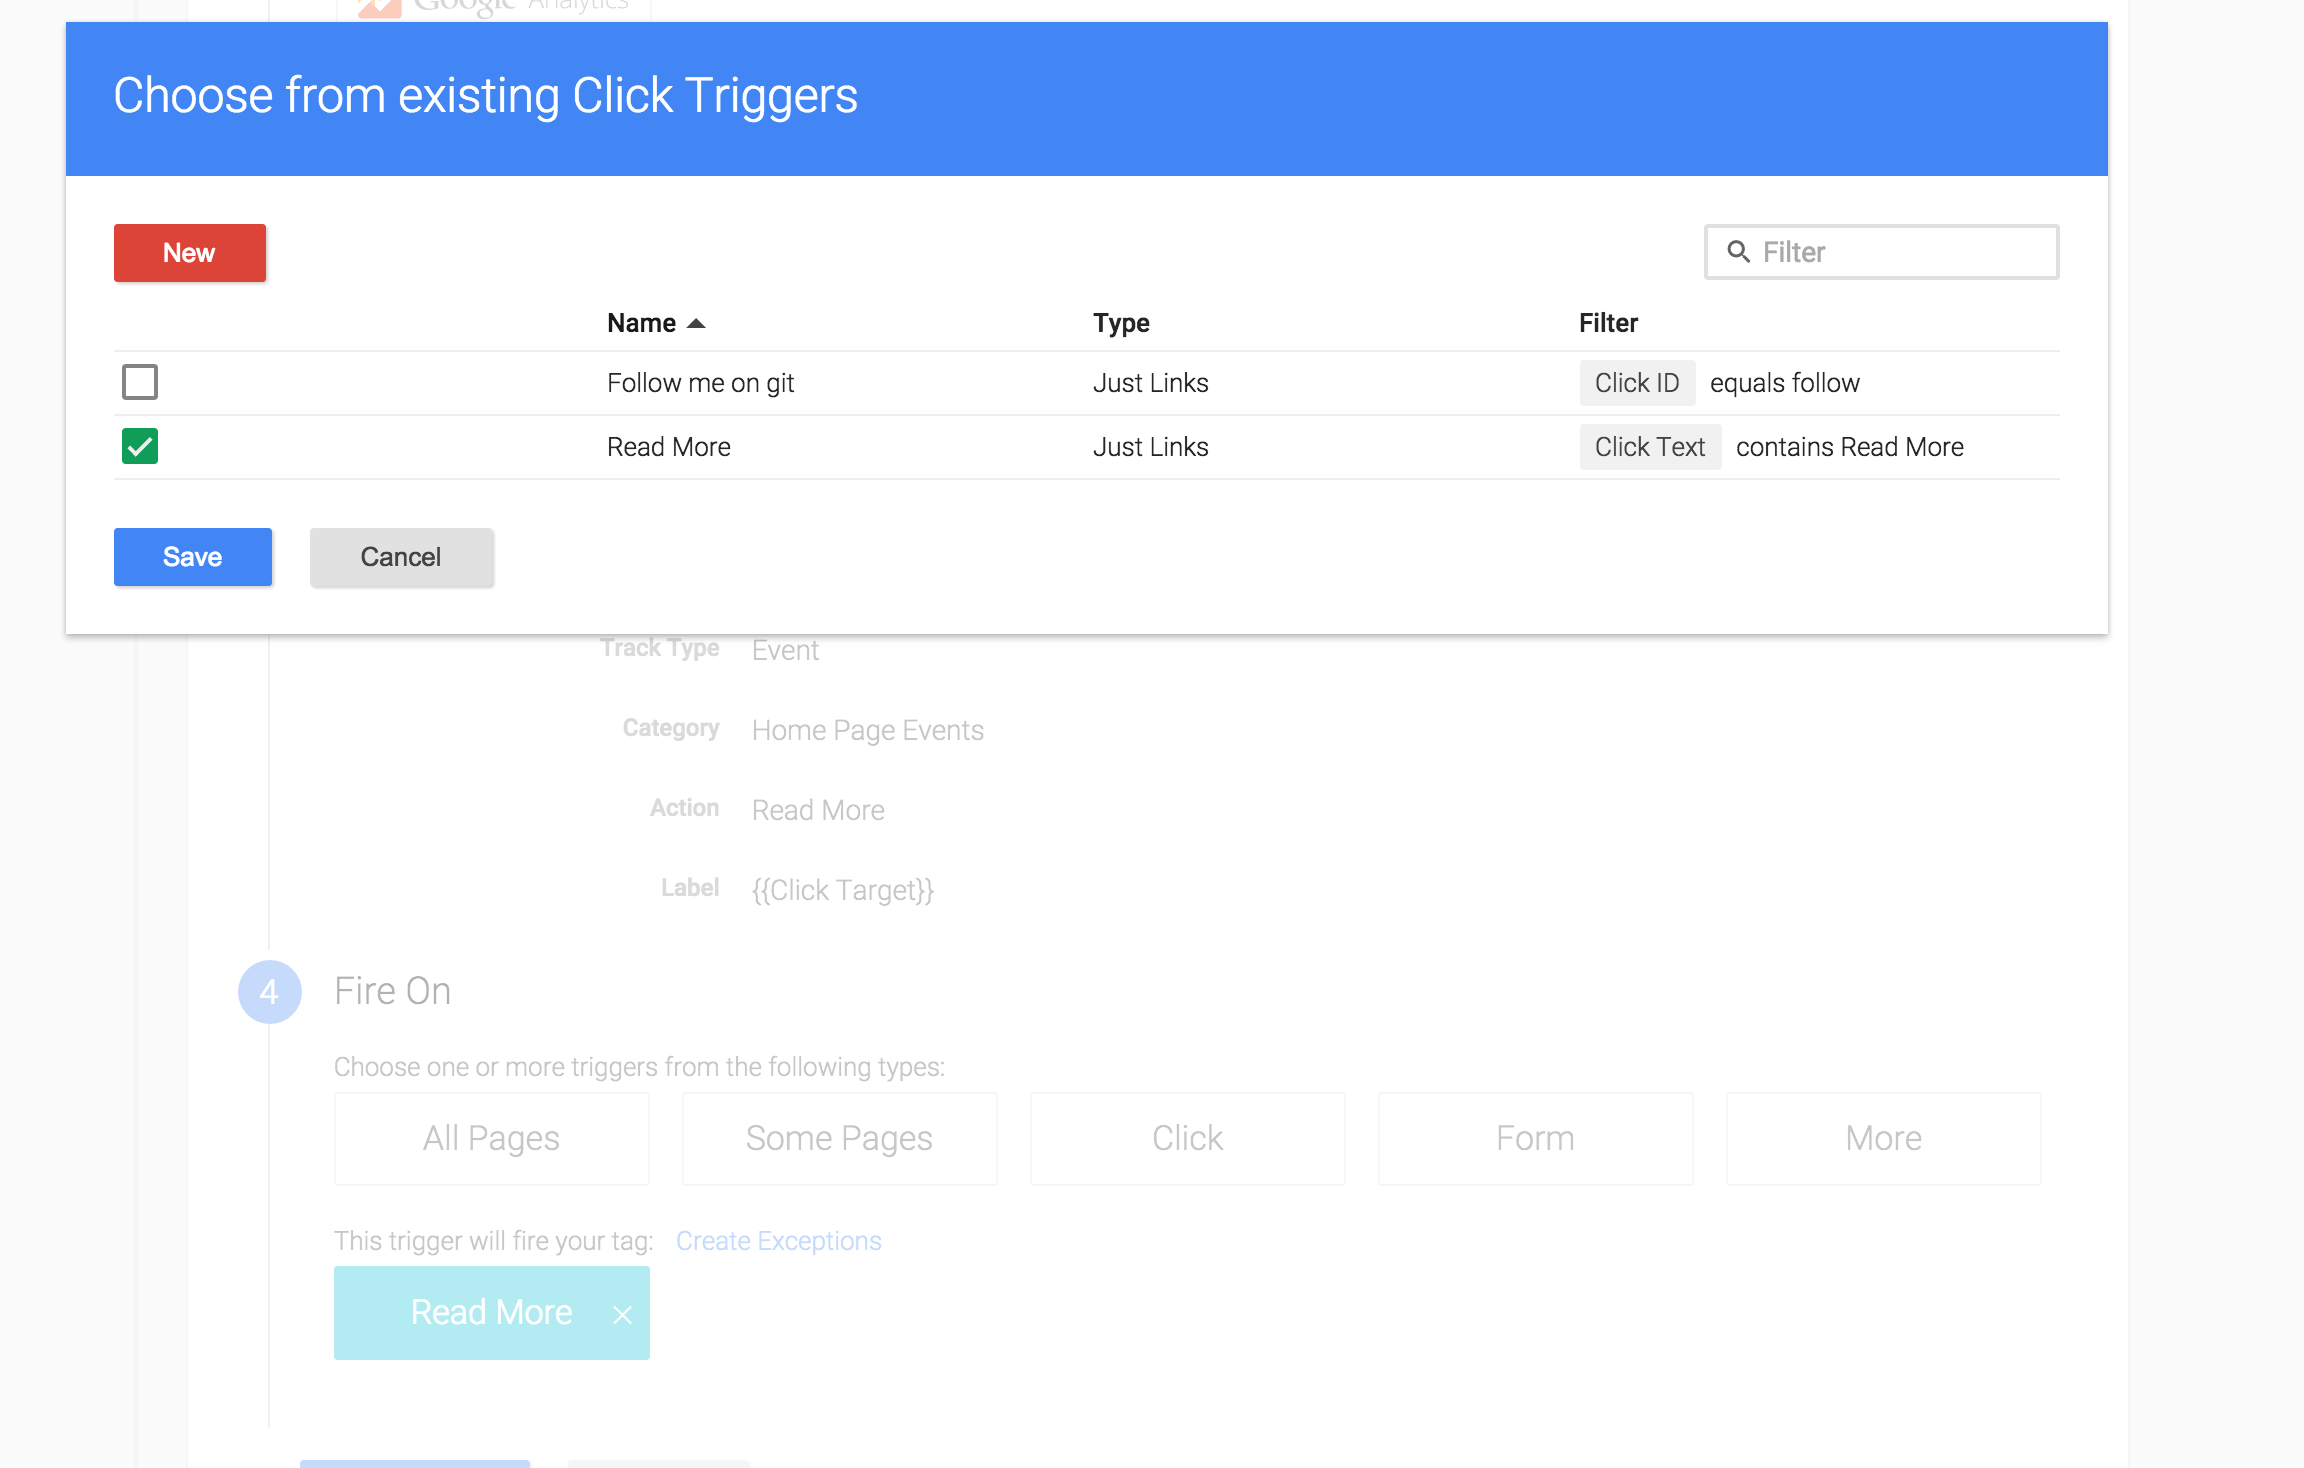 Google Analytics
Choose from existing Click Triggers
New
Filter
Name Type Filter
Follow me on git Just Links Click ID equals follow
Read More Just Links Click Text contains Read More
Save Cancel
Track Type Event
Category Home Page Events
Action Read More
Label {{Click Target}}
4 Fire On
Choose one or more triggers from the following types:
All Pages Some Pages Click Form More
This trigger will fire your tag: Create Exceptions
Read More